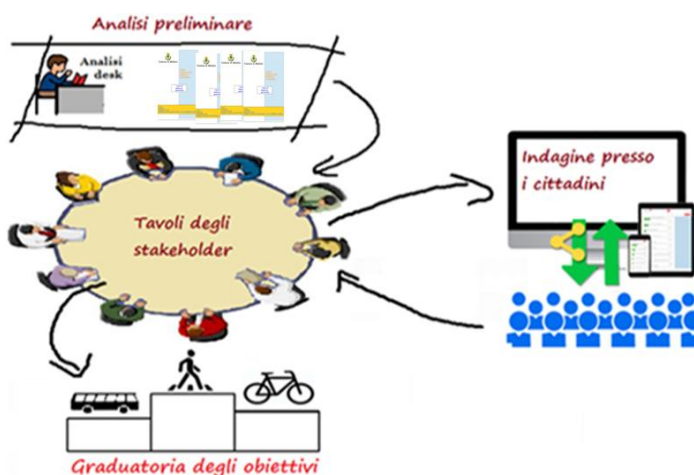 Analisi preliminare
Analisi
desk
Indagine presso
i cittadini
Tavoli degli
stakeholder
Graduatoria degli obiettivi